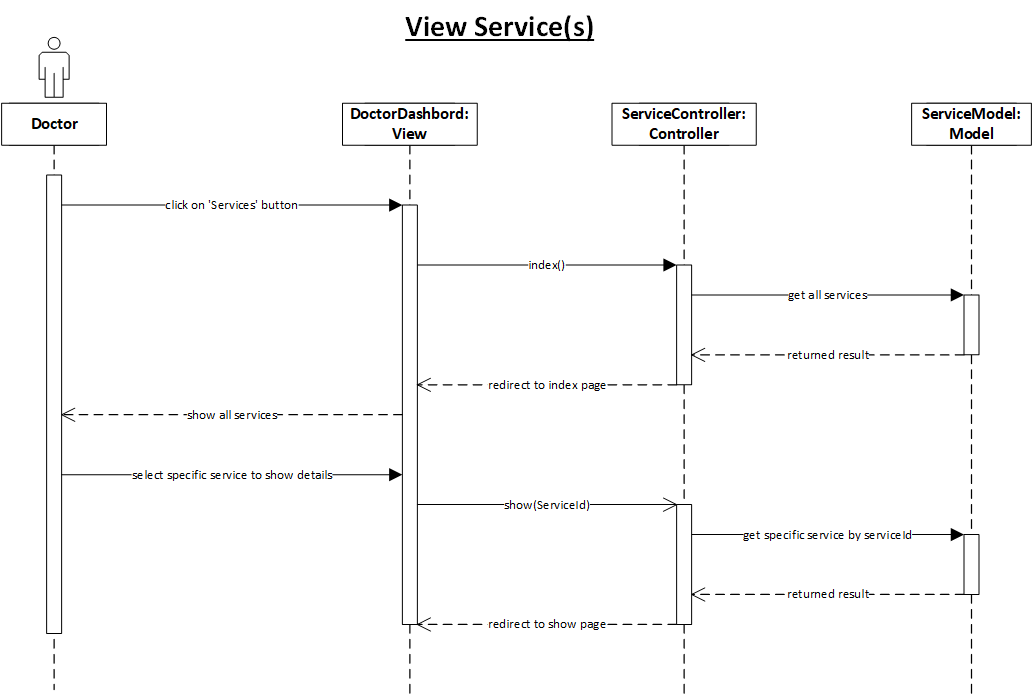 View Service(s)
Doctor
DoctorDashbord:
View
ServiceController:
Controller
ServiceModel:
Model
click on 'Services' button
index()
get all services
returned result
redirect to index page
show all services
select specific service to show details
show(ServiceId)
get specific service by serviceId
returned result
redirect to show page